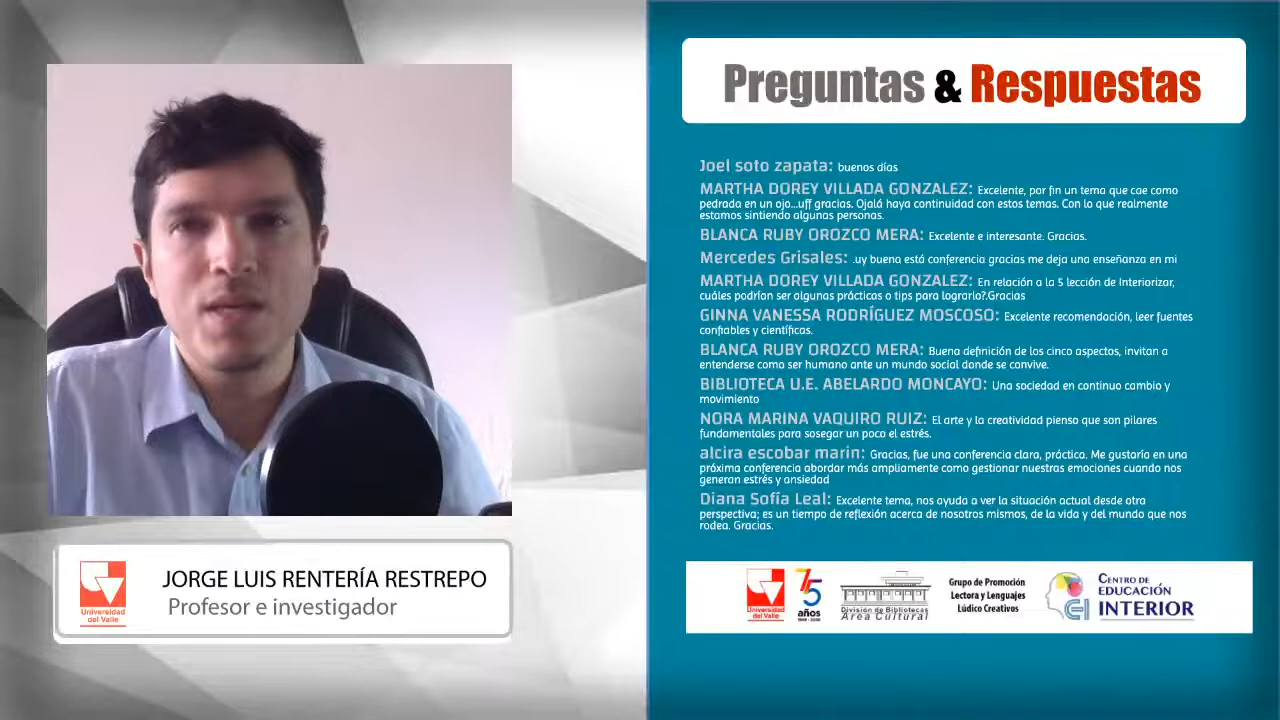 Preguntas & Respuestas
Joel soto zapata: buenos días
MARTHA DOREY VILLADA GONZALEZ: Excelente, por fin un tema que cae como
pedrada en un ojo...uff gracias. Ojalá haya continuidad con estos temas. Con lo que realmente
estamos sintiendo algunas personas.
BLANCA RUBY OROZCO MERA: Excelente e interesante. Gracias.
Mercedes Grisales: .uy buena está conferencia gracias me deja una enseñanza en mi
MARTHA DOREY VILLADA GONZALEZ: En relación a la 5 lección de Interiorizar,
cuáles podrían ser algunas prácticas o tips para lograrlo?.Gracias
GINNA VANESSA RODRÍGUEZ MOSCOSO: Excelente recomendación, leer fuentes
confiables y científicas.
BLANCA RUBY OROZCO MERA: Buena definición de los cinco aspectos, invitan a
entenderse como ser humano ante un mundo social donde se convive.
BIBLIOTECA U.E. ABELARDO MONCAYO: Una sociedad en continuo cambio y
movimiento
NORA MARINA VAQUIRO RUIZ: El arte y la creatividad pienso que son pilares
fundamentales para sosegar un poco el estrés.
alcira escobar marin: Gracias, fue una conferencia clara, práctica. Me gustaría en una
próxima conferencia abordar más ampliamente como gestionar nuestras emociones cuando nos
generan estrés y ansiedad
Diana Sofía Leal: Excelente tema, nos ayuda a ver la situación actual desde otra
perspectiva; es un tiempo de reflexión acerca de nosotros mismos, de la vida y del mundo que nos
rodea. Gracias.
Universidad
del Valle
JORGE LUIS RENTERÍA RESTREPO
Profesor e investigador
Universidad
del Valle
75
años
División de Bibliotecas
Área Cultural
Grupo de Promoción
Lectora y Lenguajes
Lúdico Creativos
CENTRO DE
EDUCACIÓN
INTERIOR